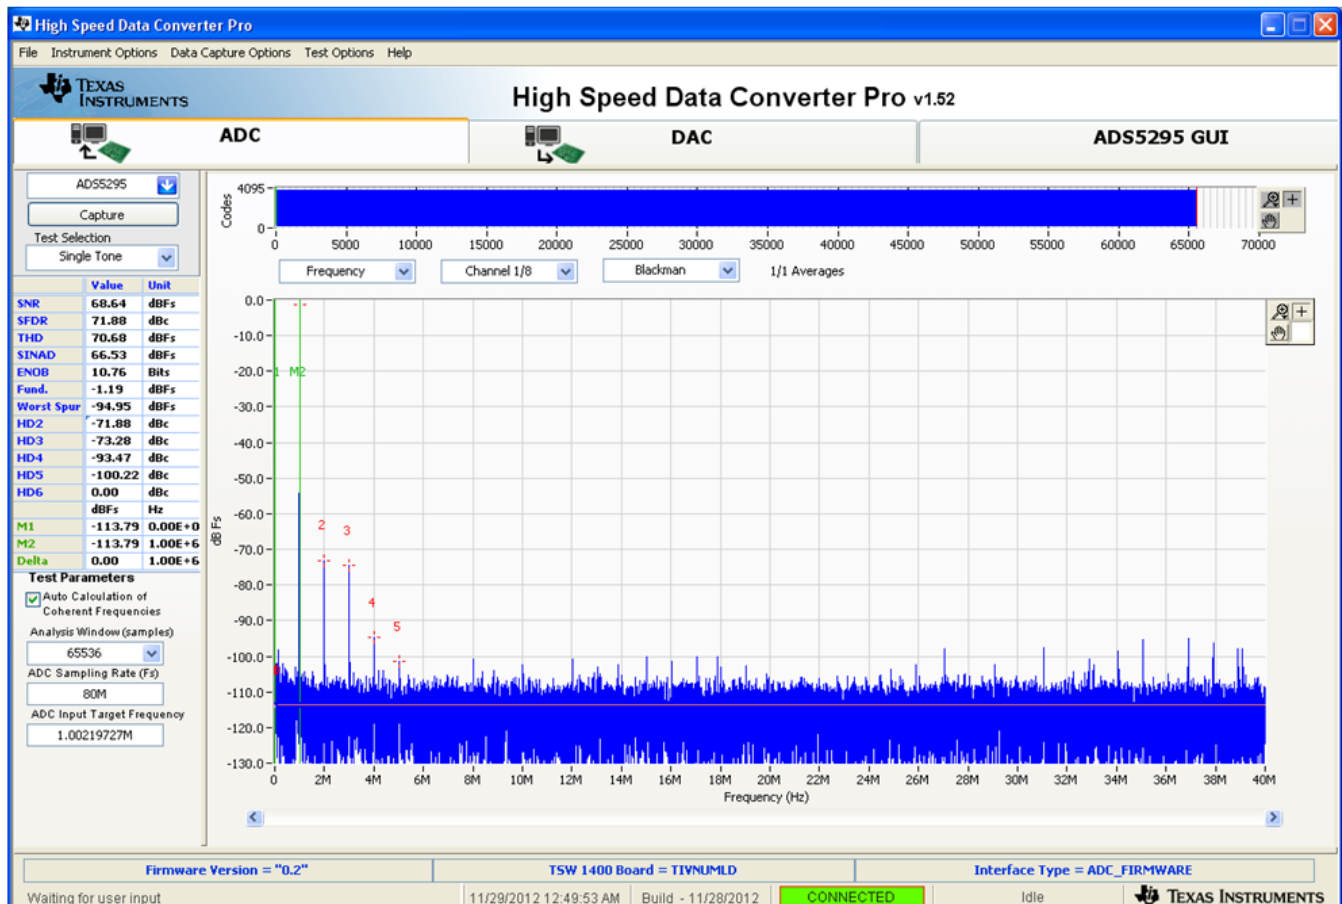 High Speed Data Converter Pro
File Instrument Options Data Capture Options Test Options Help
TEXAS INSTRUMENTS
High Speed Data Converter Pro v1.52
ADC
DAC
ADS5295 GUI
ADS5295
Capture
Test Selection
Single Tone
Value Unit
SNR 68.64 dBFs
SFDR 71.88 dBc
THD 70.68 dBFs
SINAD 66.53 dBFs
ENOB 10.76 Bits
Fund. -1.19 dBFs
Worst Spur -94.95 dBFs
HD2 -71.88 dBc
HD3 -73.28 dBc
HD4 -93.47 dBc
HD5 -100.22 dBc
HD6 0.00 dBc
dBFs Hz
M1 -113.79 0.00E+0
M2 -113.79 1.00E+6
Delta 0.00 1.00E+6
Test Parameters
Auto Calculation of
Coherent Frequencies
Analysis Window (samples)
65536
ADC Sampling Rate (Fs)
80M
ADC Input Target Frequency
1.00219727M
Codes
4095
0
0 5000 10000 15000 20000 25000 30000 35000 40000 45000 50000 55000 60000 65000 70000
Frequency
Channel 1/8
Blackman
1/1 Averages
dB Fs
0.0
-10.0
-20.0
-30.0
-40.0
-50.0
-60.0
-70.0
-80.0
-90.0
-100.0
-110.0
-120.0
-130.0
1 M2
2
3
4
5
0 2M 4M 6M 8M 10M 12M 14M 16M 18M 20M 22M 24M 26M 28M 30M 32M 34M 36M 38M 40M
Frequency (Hz)
Firmware Version = "0.2"
TSW 1400 Board = TIVNUMLD
Interface Type = ADC_FIRMWARE
Waiting for user input
11/29/2012 12:49:53 AM
Build - 11/28/2012
CONNECTED
Idle
TEXAS INSTRUMENTS